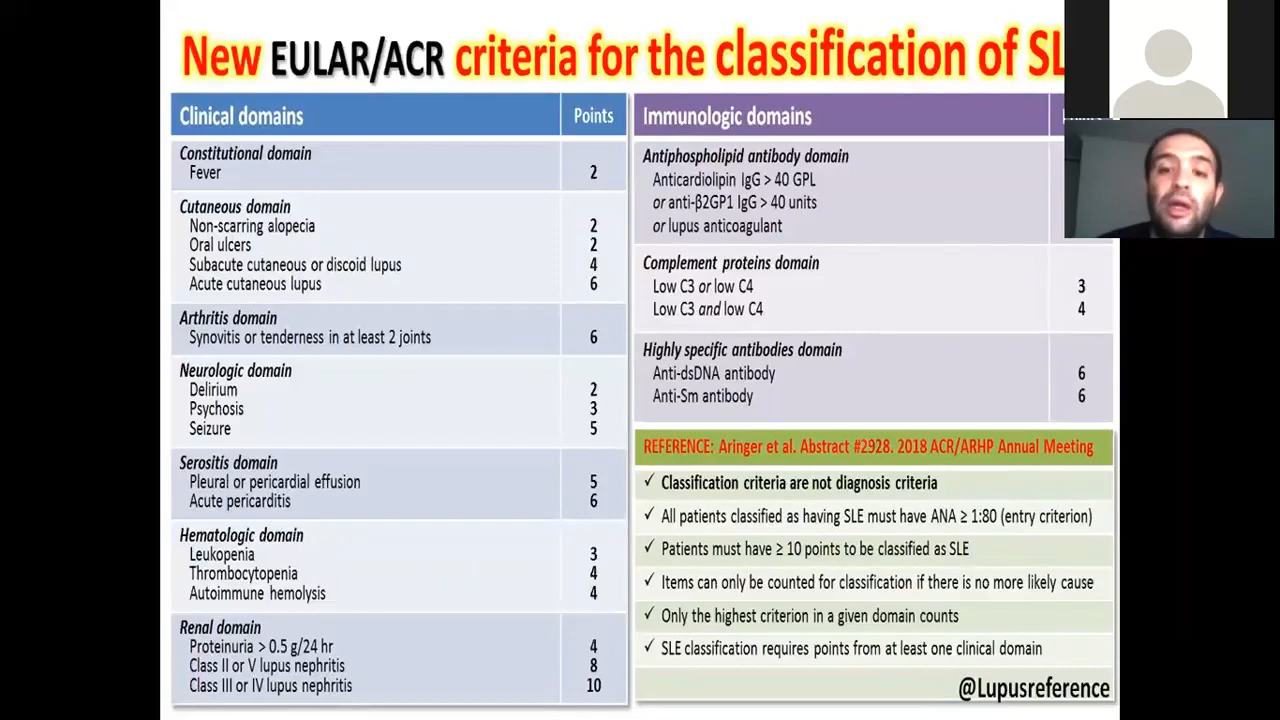 New EULAR/ACR criteria for the classification of
Clinical domains Points
Constitutional domain
Fever 2
Cutaneous domain
Non-scarring alopecia 2
Oral ulcers 2
Subacute cutaneous or discoid lupus 4
Acute cutaneous lupus 6
Arthritis domain
Synovitis or tenderness in at least 2 joints 6
Neurologic domain
Delirium 2
Psychosis 3
Seizure 5
Serositis domain
Pleural or pericardial effusion 5
Acute pericarditis 6
Hematologic domain
Leukopenia 3
Thrombocytopenia 4
Autoimmune hemolysis 4
Renal domain
Proteinuria > 0.5 g/24 hr 4
Class II or V lupus nephritis 8
Class III or IV lupus nephritis 10
Immunologic domains
Antiphospholipid antibody domain
Anticardiolipin IgG > 40 GPL
or anti-β2GP1 IgG > 40 units
or lupus anticoagulant
Complement proteins domain
Low C3 or low C4 3
Low C3 and low C4 4
Highly specific antibodies domain
Anti-dsDNA antibody 6
Anti-Sm antibody 6
REFERENCE: Aringer et al. Abstract #2928. 2018 ACR/ARHP Annual Meeting
✓ Classification criteria are not diagnosis criteria
✓ All patients classified as having SLE must have ANA ≥ 1:80 (entry criterion)
✓ Patients must have ≥ 10 points to be classified as SLE
✓ Items can only be counted for classification if there is no more likely cause
✓ Only the highest criterion in a given domain counts
✓ SLE classification requires points from at least one clinical domain
@Lupusreference